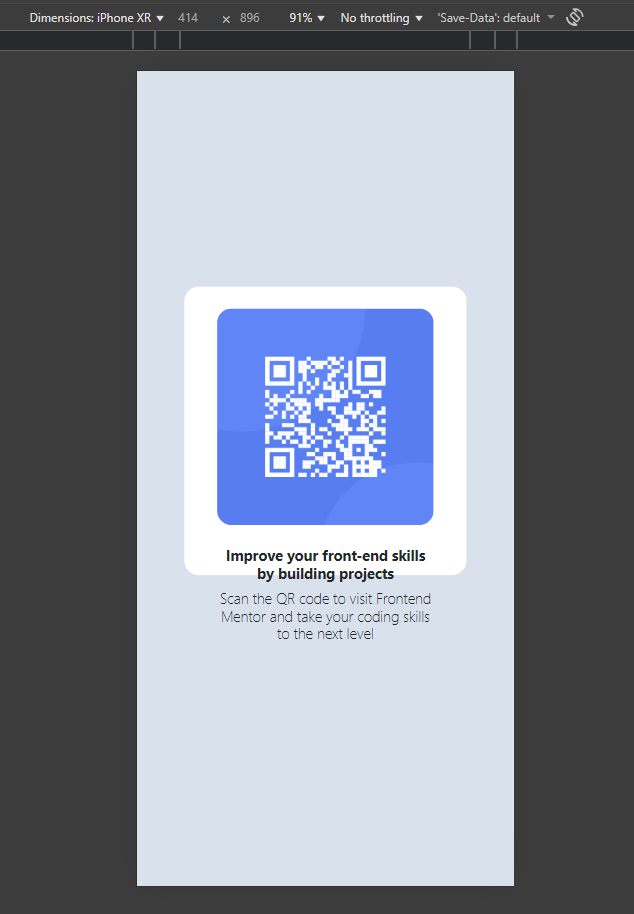 Dimensions: iPhone XR ▼ 414 × 896 91% ▼ No throttling ▼ 'Save-Data': default ▼
Improve your front-end skills
by building projects
Scan the QR code to visit Frontend
Mentor and take your coding skills
to the next level